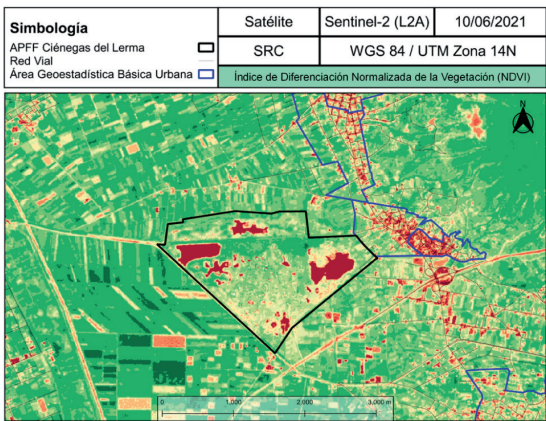 Simbología
APFF Ciénegas del Lerma
Red Vial
Área Geoestadística Básica Urbana
Satélite
Sentinel-2 (L2A)
10/06/2021
SRC
WGS 84 / UTM Zona 14N
Índice de Diferenciación Normalizada de la Vegetación (NDVI)
N
0
1,000
2,000
3,000 m